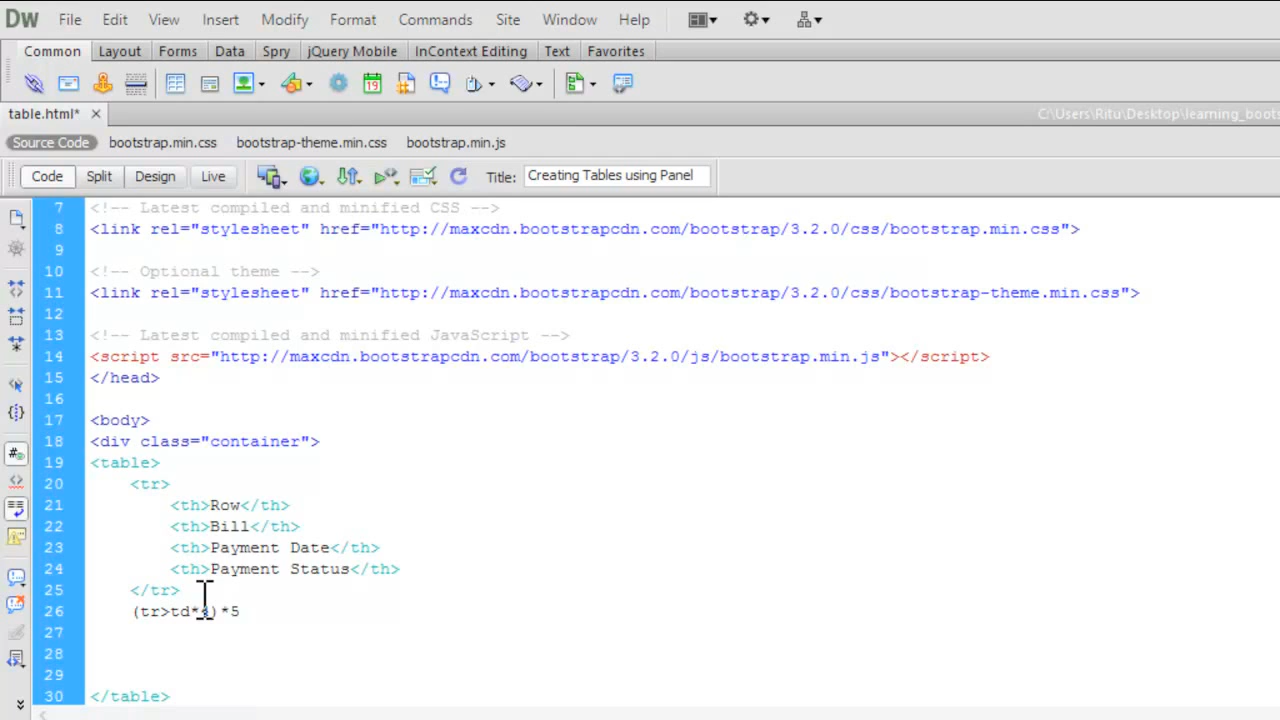 Dw File Edit View Insert Modify Format Commands Site Window Help
Common Layout Forms Data Spry jQuery Mobile InContext Editing Text Favorites
19
table.html*
C:\Users\Ritu\Desktop\learning_boots
Source Code bootstrap.min.css bootstrap-theme.min.css bootstrap.min.js
Code Split Design Live Title: Creating Tables using Panel
7 <!-- Latest compiled and minified CSS -->
8 <link rel="stylesheet" href="http://maxcdn.bootstrapcdn.com/bootstrap/3.2.0/css/bootstrap.min.css">
9
10 <!-- Optional theme -->
11 <link rel="stylesheet" href="http://maxcdn.bootstrapcdn.com/bootstrap/3.2.0/css/bootstrap-theme.min.css">
12
13 <!-- Latest compiled and minified JavaScript -->
14 <script src="http://maxcdn.bootstrapcdn.com/bootstrap/3.2.0/js/bootstrap.min.js"></script>
15 </head>
16
17 <body>
18 <div class="container">
19 <table>
20 <tr>
21 <th>Row</th>
22 <th>Bill</th>
23 <th>Payment Date</th>
24 <th>Payment Status</th>
25 </tr>
26 (tr>td*4)*5
27
28
29
30 </table>